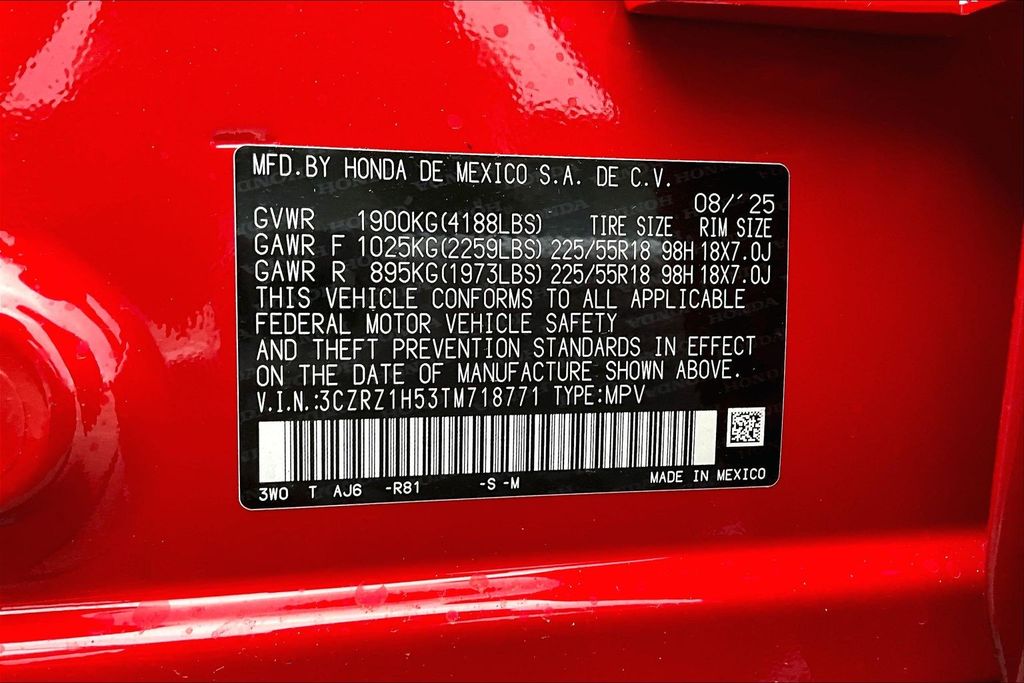 MFD.BY HONDA DE MEXICO S.A. DE C.V.
08/'25
GVWR 1900KG(4188LBS) TIRE SIZE RIM SIZE
GAWR F 1025KG(2259LBS) 225/55R18 98H 18X7.0J
GAWR R 895KG(1973LBS) 225/55R18 98H 18X7.0J
THIS VEHICLE CONFORMS TO ALL APPLICABLE
FEDERAL MOTOR VEHICLE SAFETY
AND THEFT PREVENTION STANDARDS IN EFFECT
ON THE DATE OF MANUFACTURE SHOWN ABOVE.
V.I.N.:3CZRZ1H53TM718771 TYPE:MPV
3WO T AJ6 -R81 -S -M MADE IN MEXICO